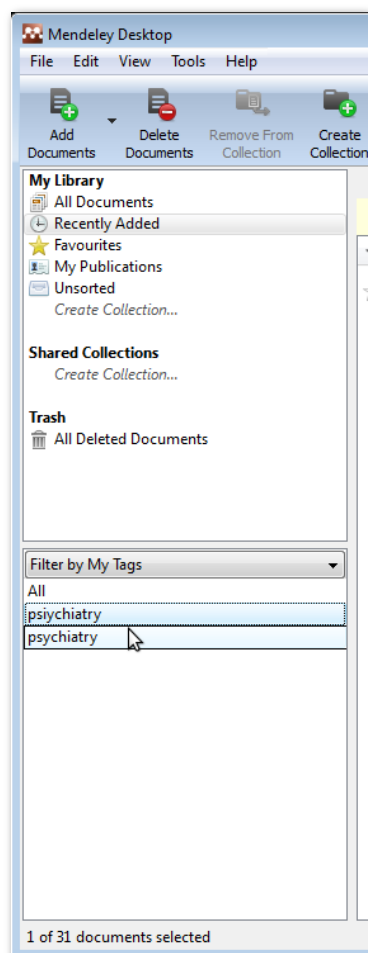 Mendeley Desktop
File Edit View Tools Help
Add Documents
Delete Documents
Remove From Collection
Create Collection
My Library
All Documents
Recently Added
Favourites
My Publications
Unsorted
Create Collection...
Shared Collections
Create Collection...
Trash
All Deleted Documents
Filter by My Tags
All
psiychiatry
psychiatry
1 of 31 documents selected